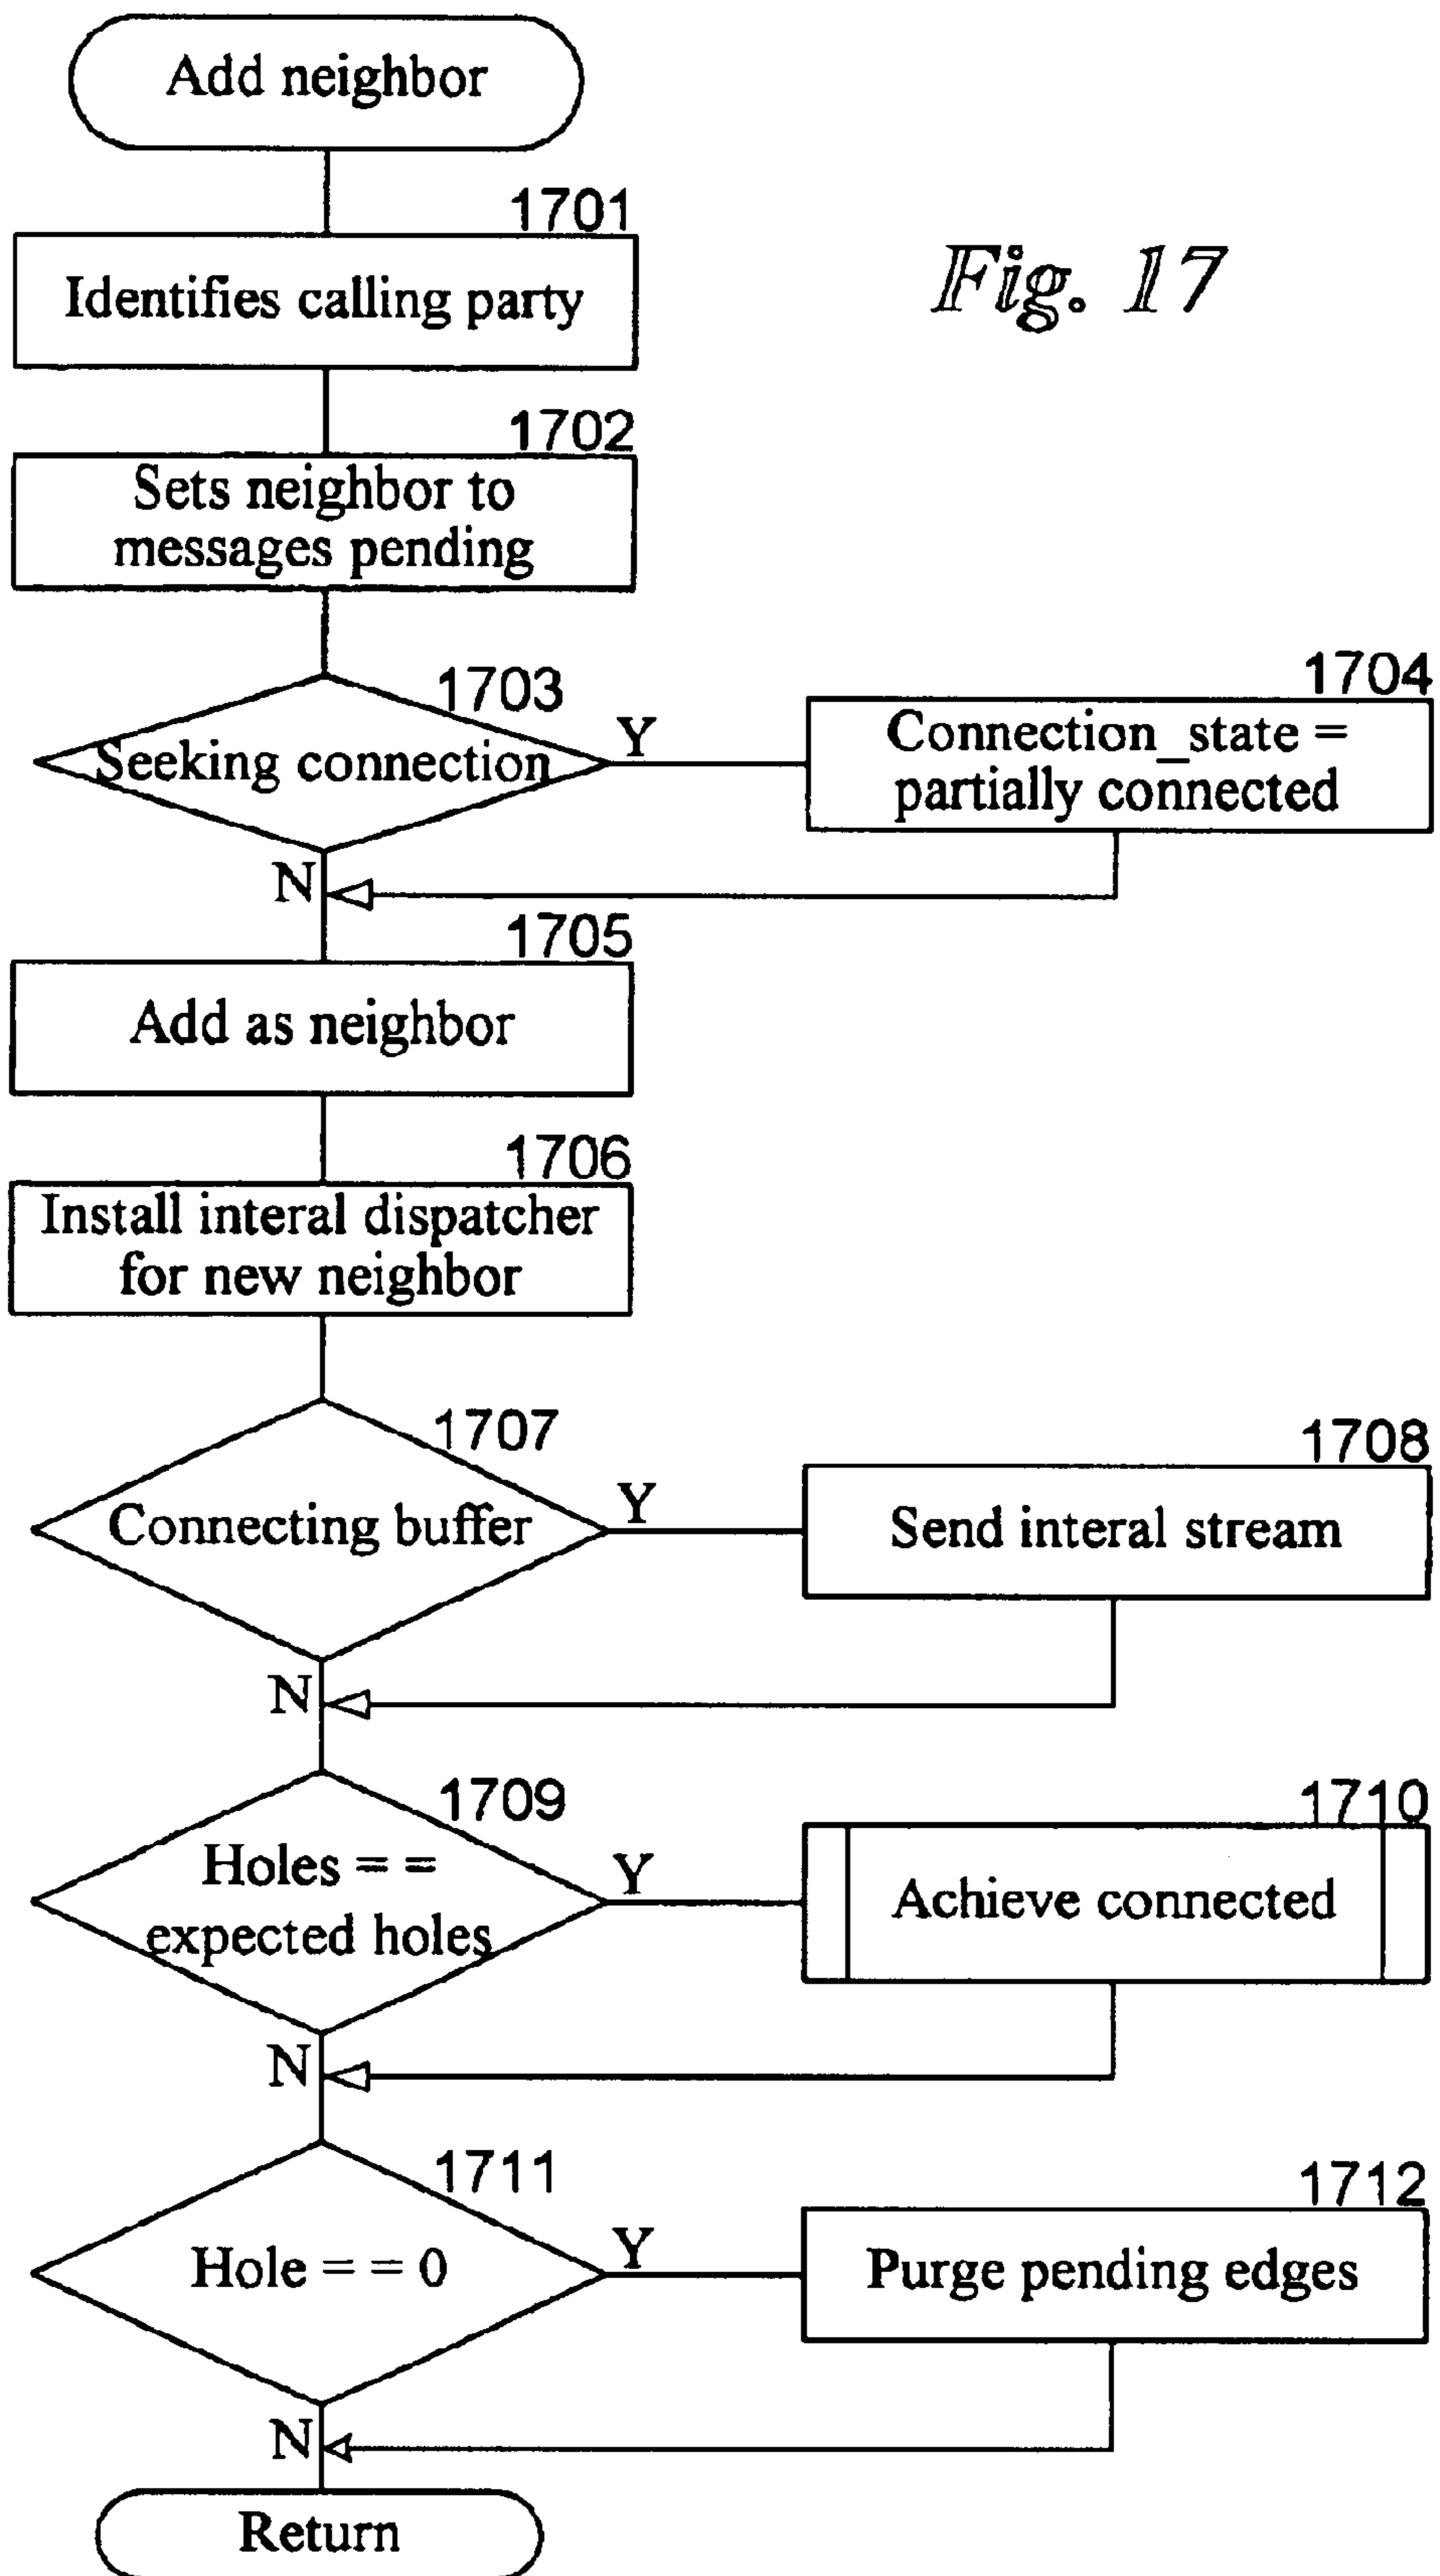 Add neighbor
1701
Identifies calling party
Fig. 17
1702
Sets neighbor to
messages pending
1703
Seeking connection
Y
1704
Connection_state =
partially connected
N
1705
Add as neighbor
1706
Install interal dispatcher
for new neighbor
1707
Connecting buffer
Y
1708
Send interal stream
N
1709
Holes = =
expected holes
Y
1710
Achieve connected
N
1711
Hole = = 0
Y
1712
Purge pending edges
N
Return